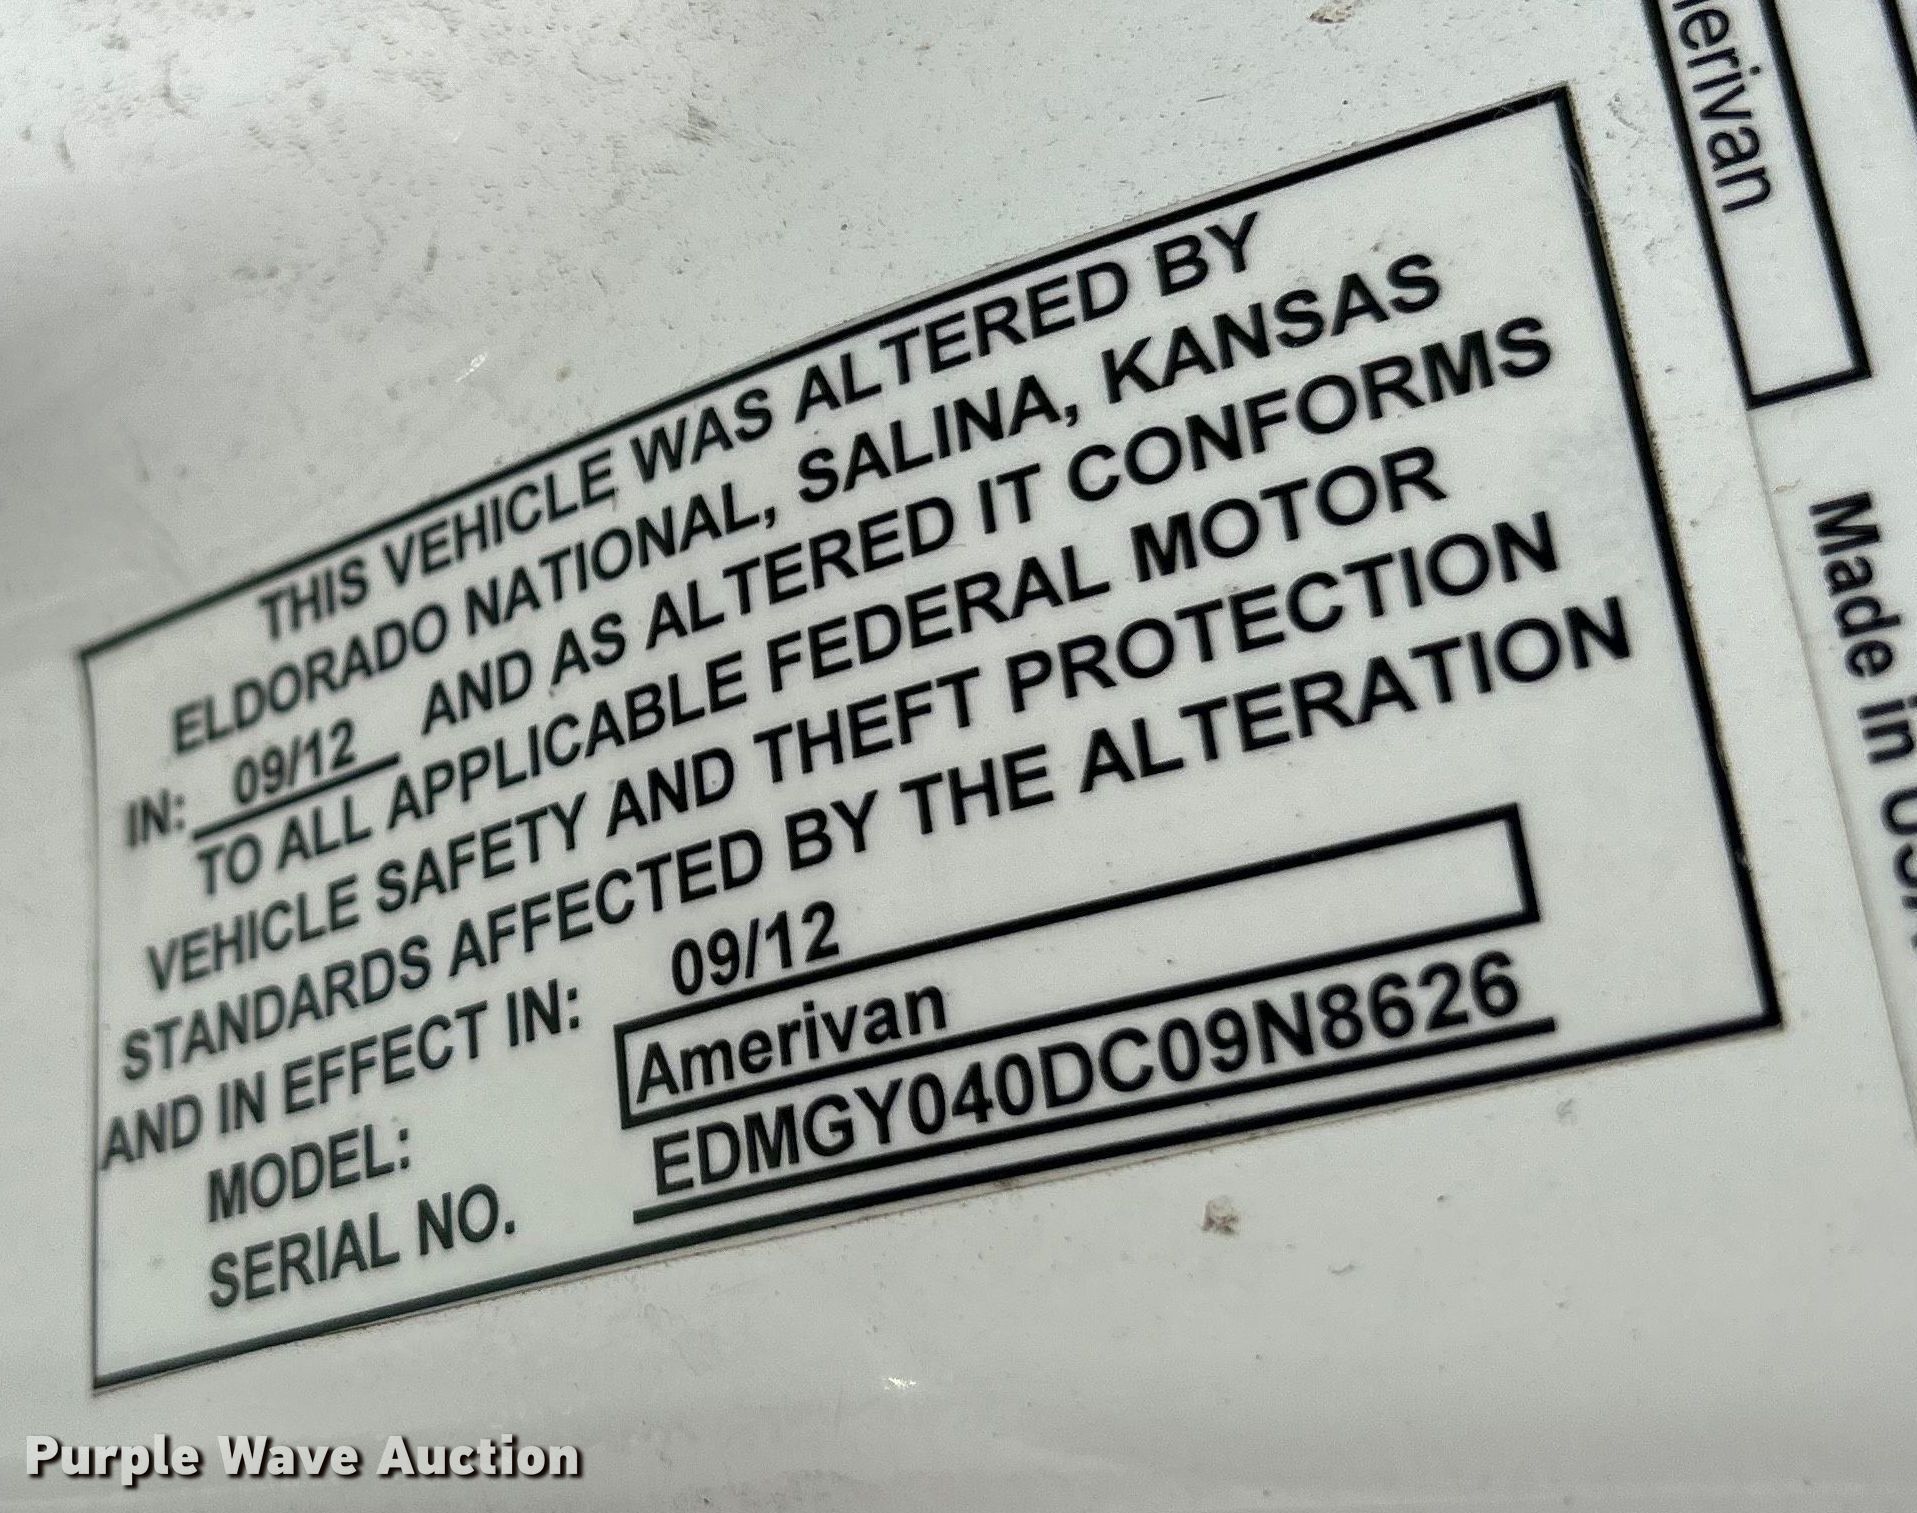 THIS VEHICLE WAS ALTERED BY
ELDORADO NATIONAL, SALINA, KANSAS
IN: 09/12 AND AS ALTERED IT CONFORMS
TO ALL APPLICABLE FEDERAL MOTOR
VEHICLE SAFETY AND THEFT PROTECTION
STANDARDS AFFECTED BY THE ALTERATION
AND IN EFFECT IN: 09/12
MODEL: Amerivan
SERIAL NO. EDMGY040DC09N8626
Made in
Purple Wave Auction